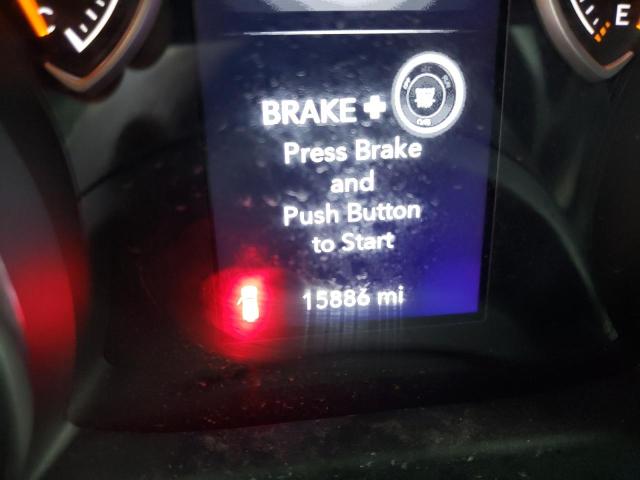 C
E
BRAKE +
Press Brake
and
Push Button
to Start
15886 mi